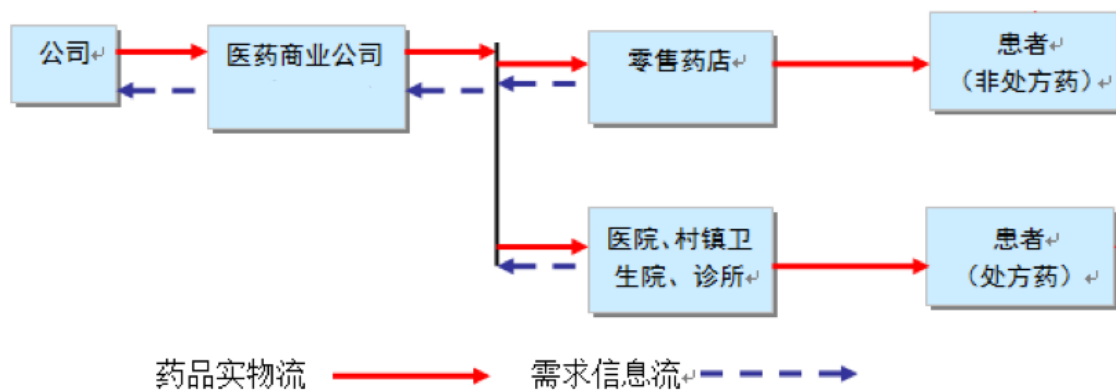 公司
医药商业公司
零售药店
患者
（非处方药）
医院、村镇卫
生院、诊所
患者
（处方药）
药品实物流
需求信息流